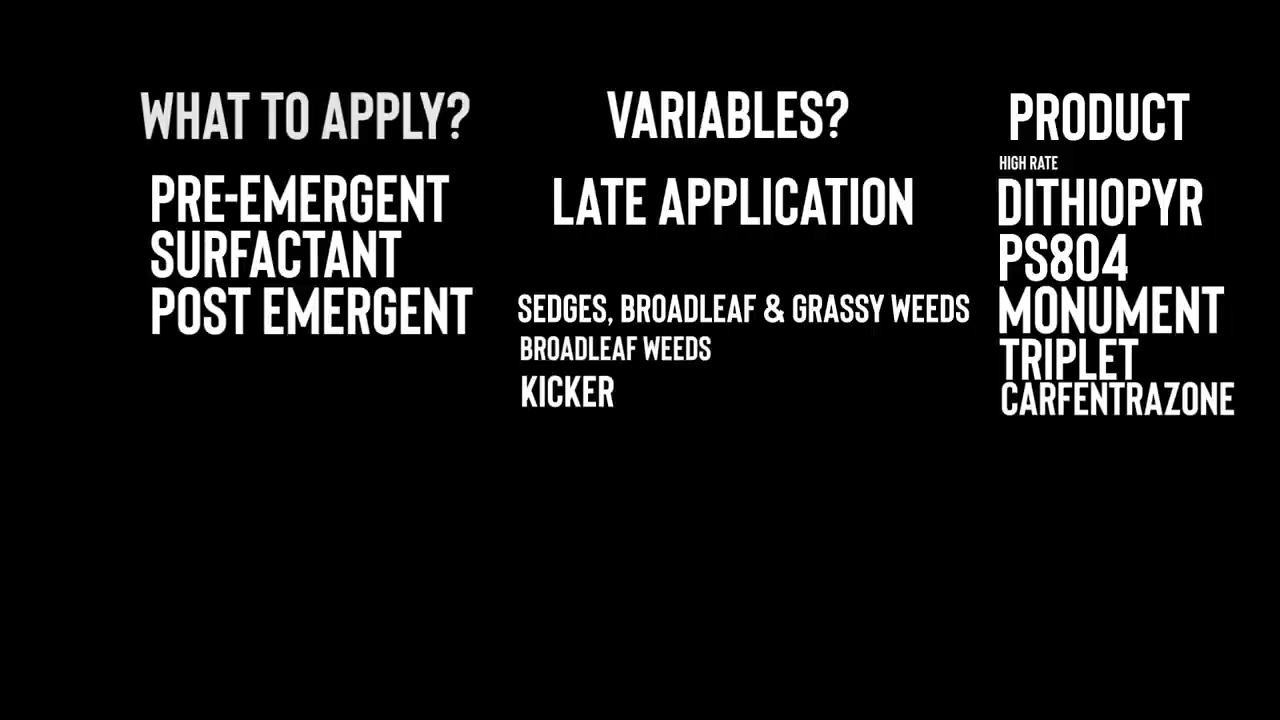 WHAT TO APPLY?
PRE-EMERGENT
SURFACTANT
POST EMERGENT
VARIABLES?
LATE APPLICATION
SEDGES, BROADLEAF & GRASSY WEEDS
BROADLEAF WEEDS
KICKER
PRODUCT
HIGH RATE
DITHIOPYR
PS804
MONUMENT
TRIPLET
CARFENTRAZONE